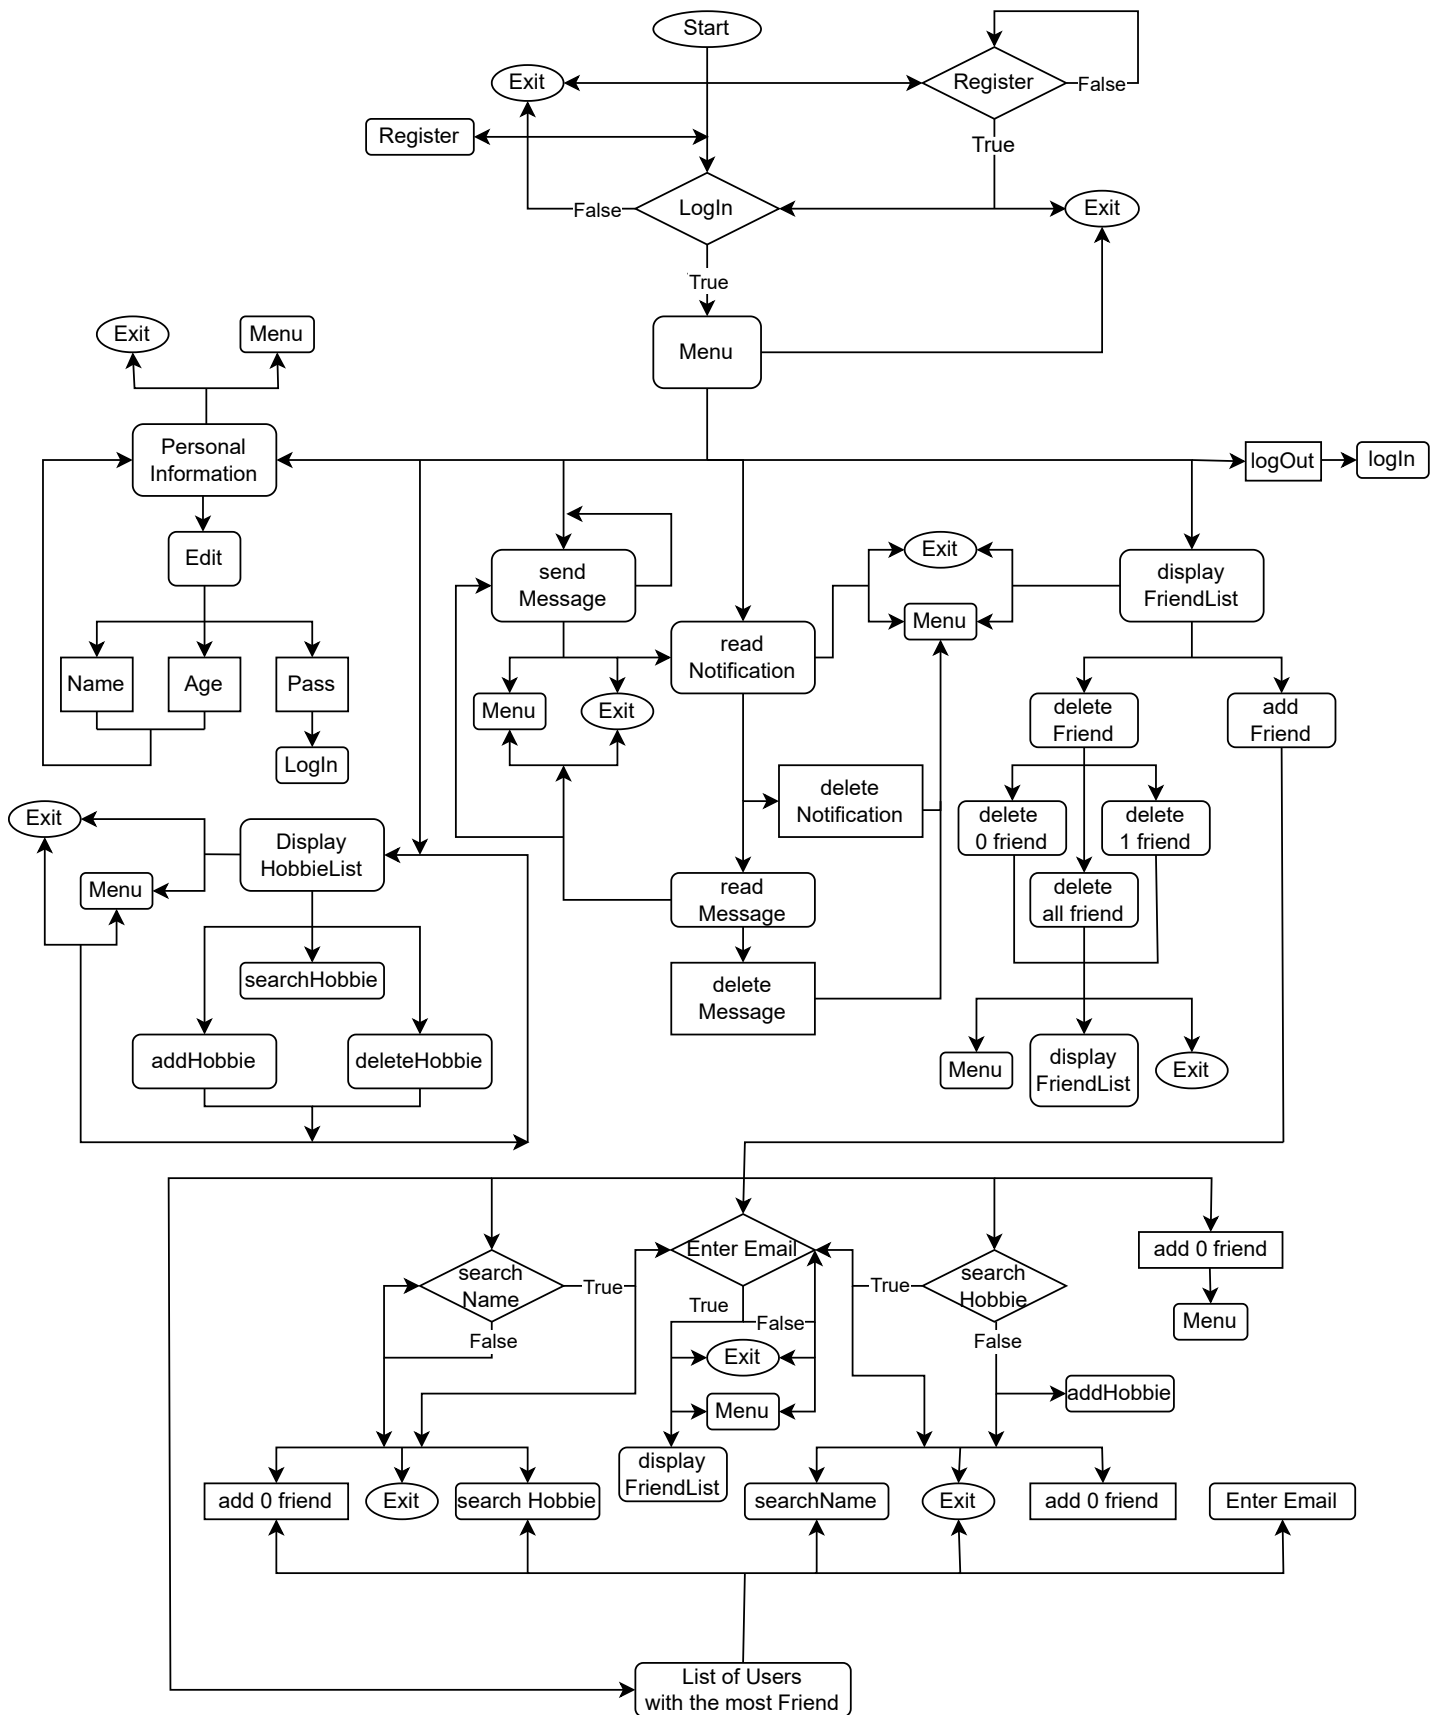 Start
Exit
Register
False
Register
True
False
LogIn
Exit
True
Exit
Menu
Menu
Personal
Information
logOut
logIn
Edit
send
Message
Exit
display
FriendList
Menu
read
Notification
Name
Age
Pass
Menu
Exit
delete
Friend
add
Friend
LogIn
delete
Notification
delete
0 friend
delete
1 friend
Exit
Display
HobbieList
Menu
read
Message
delete
all friend
searchHobbie
delete
Message
addHobbie
deleteHobbie
Menu
display
FriendList
Exit
Enter Email
add 0 friend
search
Name
True
True
search
Hobbie
True
False
Menu
False
False
Exit
addHobbie
Menu
display
FriendList
add 0 friend
Exit
search Hobbie
searchName
Exit
add 0 friend
Enter Email
List of Users
with the most Friend